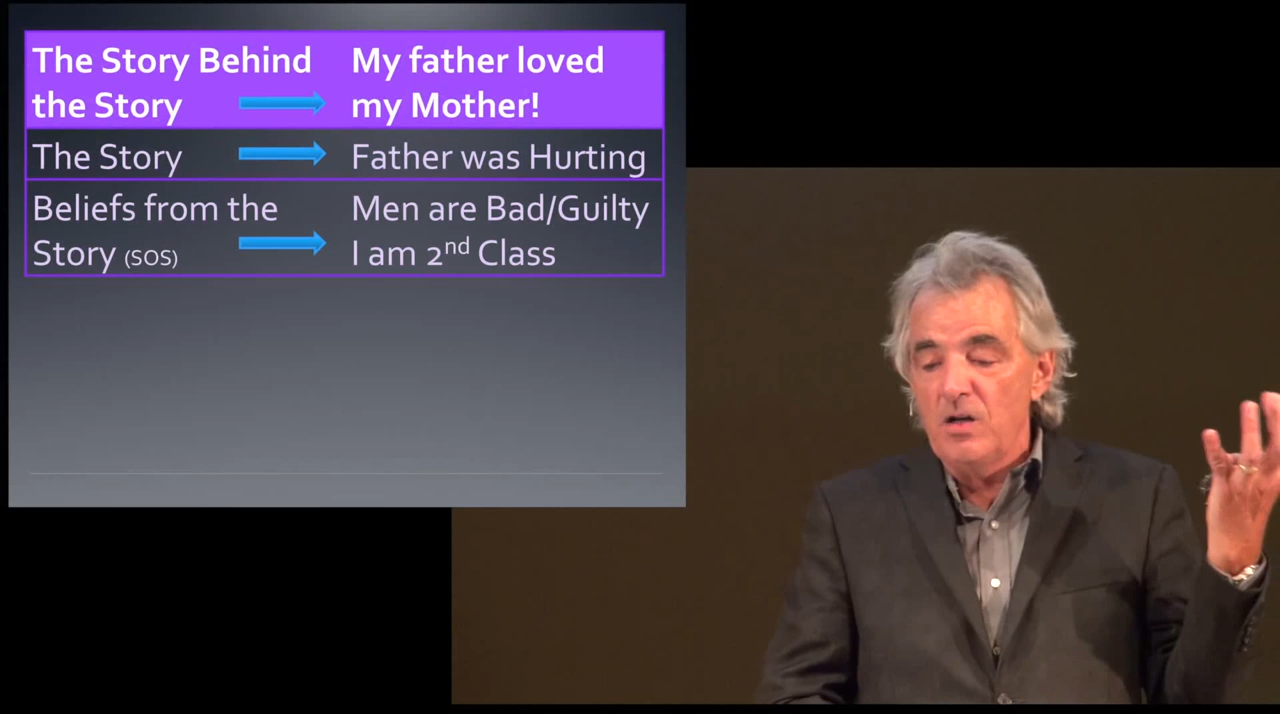 The Story Behind
the Story
My father loved
my Mother!
The Story
Father was Hurting
Beliefs from the
Story (SOS)
Men are Bad/Guilty
I am 2nd Class